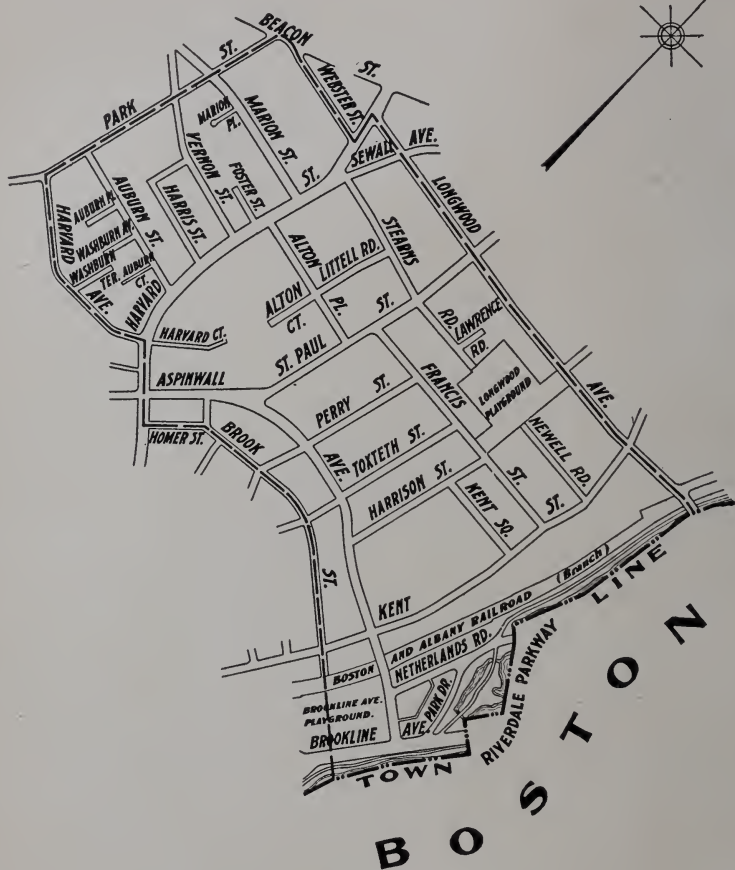 BEACON
ST.
PARK
WEBSTER ST.
ST.
MARION
PL.
MARION ST.
VERNON ST.
FOSTER ST.
ST.
SEWALL
AVE.
HARVARD
AUBURN PL.
AUBURN ST.
HARRIS ST.
WASHBURN PL.
WASHBURN
TER.
AUBURN
CT.
AVE.
HARVARD
LONGWOOD
STEARNS
ALTON
LITTELL RD.
ALTON
CT.
PL.
ST.
RD.
LAWRENCE
RD.
HARVARD CT.
ST. PAUL
ASPINWALL
PERRY ST.
FRANCIS
LONGWOOD
PLAYGROUND
AVE.
HOMER ST.
BROOK
AVE.
TOXTETH ST.
NEWELL RD.
HARRISON ST.
KENT SQ.
ST.
ST.
ST.
KENT
BOSTON AND ALBANY RAILROAD (Branch)
NETHERLANDS RD.
BROOKLINE AVE.
PLAYGROUND.
PARK DR.
BROOKLINE AVE.
RIVERDALE PARKWAY
TOWN LINE
BOSTON